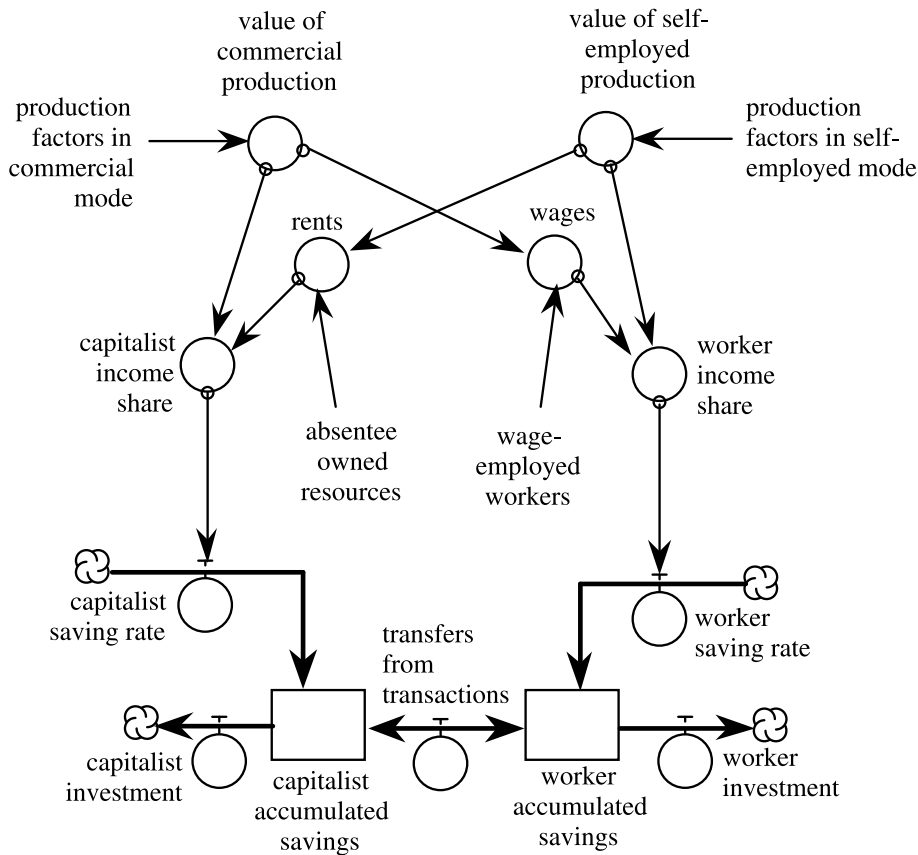 value of
commercial
production
value of self-
employed
production
production
factors in
commercial
mode
production
factors in self-
employed mode
rents
wages
capitalist
income
share
worker
income
share
absentee
owned
resources
wage-
employed
workers
capitalist
saving rate
worker
saving rate
transfers
from
transactions
capitalist
investment
capitalist
accumulated
savings
worker
accumulated
savings
worker
investment